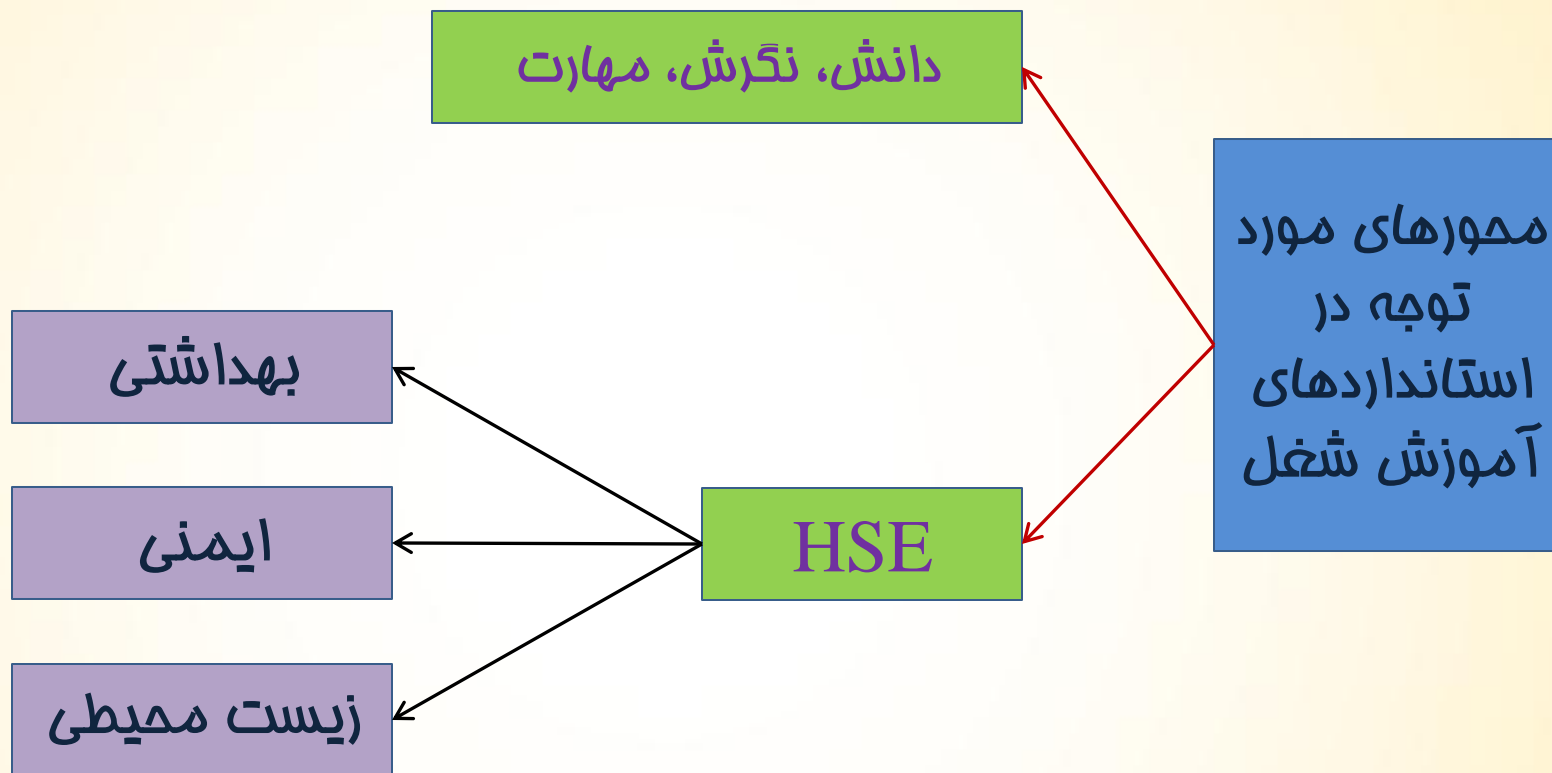 دانش، نگرش، مهارت
محورهای مورد
توجه در
استانداردهای
آموزش شغل
بهداشتی
HSE
ایمنی
زیست محیطی